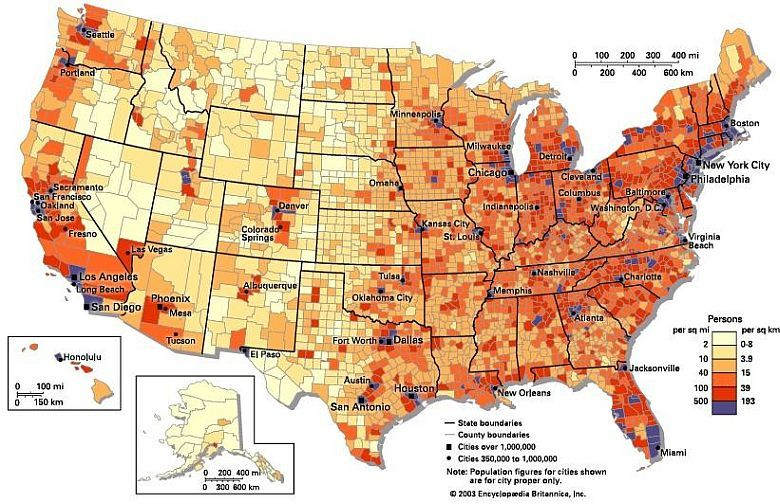 Seattle
Portland
Sacramento
San Francisco
Oakland
San Jose
Fresno
Las Vegas
Los Angeles
Long Beach
San Diego
Phoenix
Mesa
Tucson
Albuquerque
El Paso
Denver
Colorado
Springs
Omaha
Minneapolis
Milwaukee
Chicago
Detroit
Cleveland
Columbus
Indianapolis
Kansas City
St. Louis
Tulsa
Oklahoma City
Fort Worth
Dallas
Austin
Houston
San Antonio
New Orleans
Memphis
Nashville
Charlotte
Atlanta
Jacksonville
Miami
Virginia
Beach
Washington, D.C.
Baltimore
Philadelphia
New York City
Boston
0 200 400 mi
0 200 400 600 km
Honolulu
0 100 mi
0 150 km
0 200 400 mi
0 300 600 km
Persons
per sq mi per sq km
2 0-8
10 3.9
40 15
100 39
500 193
State boundaries
County boundaries
Cities over 1,000,000
Cities 350,000 to 1,000,000
Note: Population figures for cities shown
are for city proper only.
© 2003 Encyclopædia Britannica, Inc.